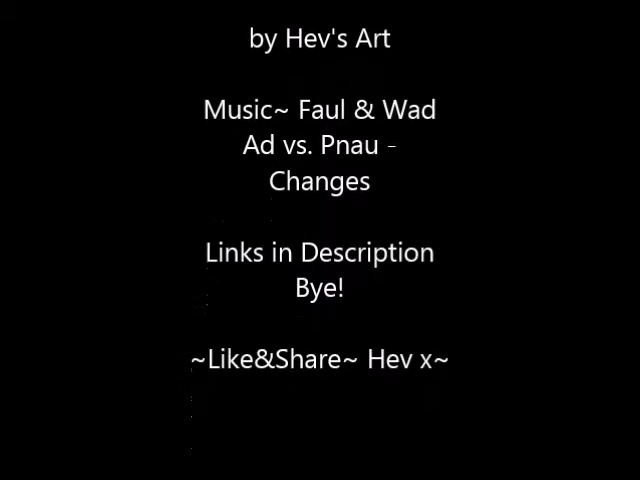 by Hev's Art
Music~ Faul & Wad
Ad vs. Pnau -
Changes
Links in Description
Bye!
~Like&Share~ Hev x~